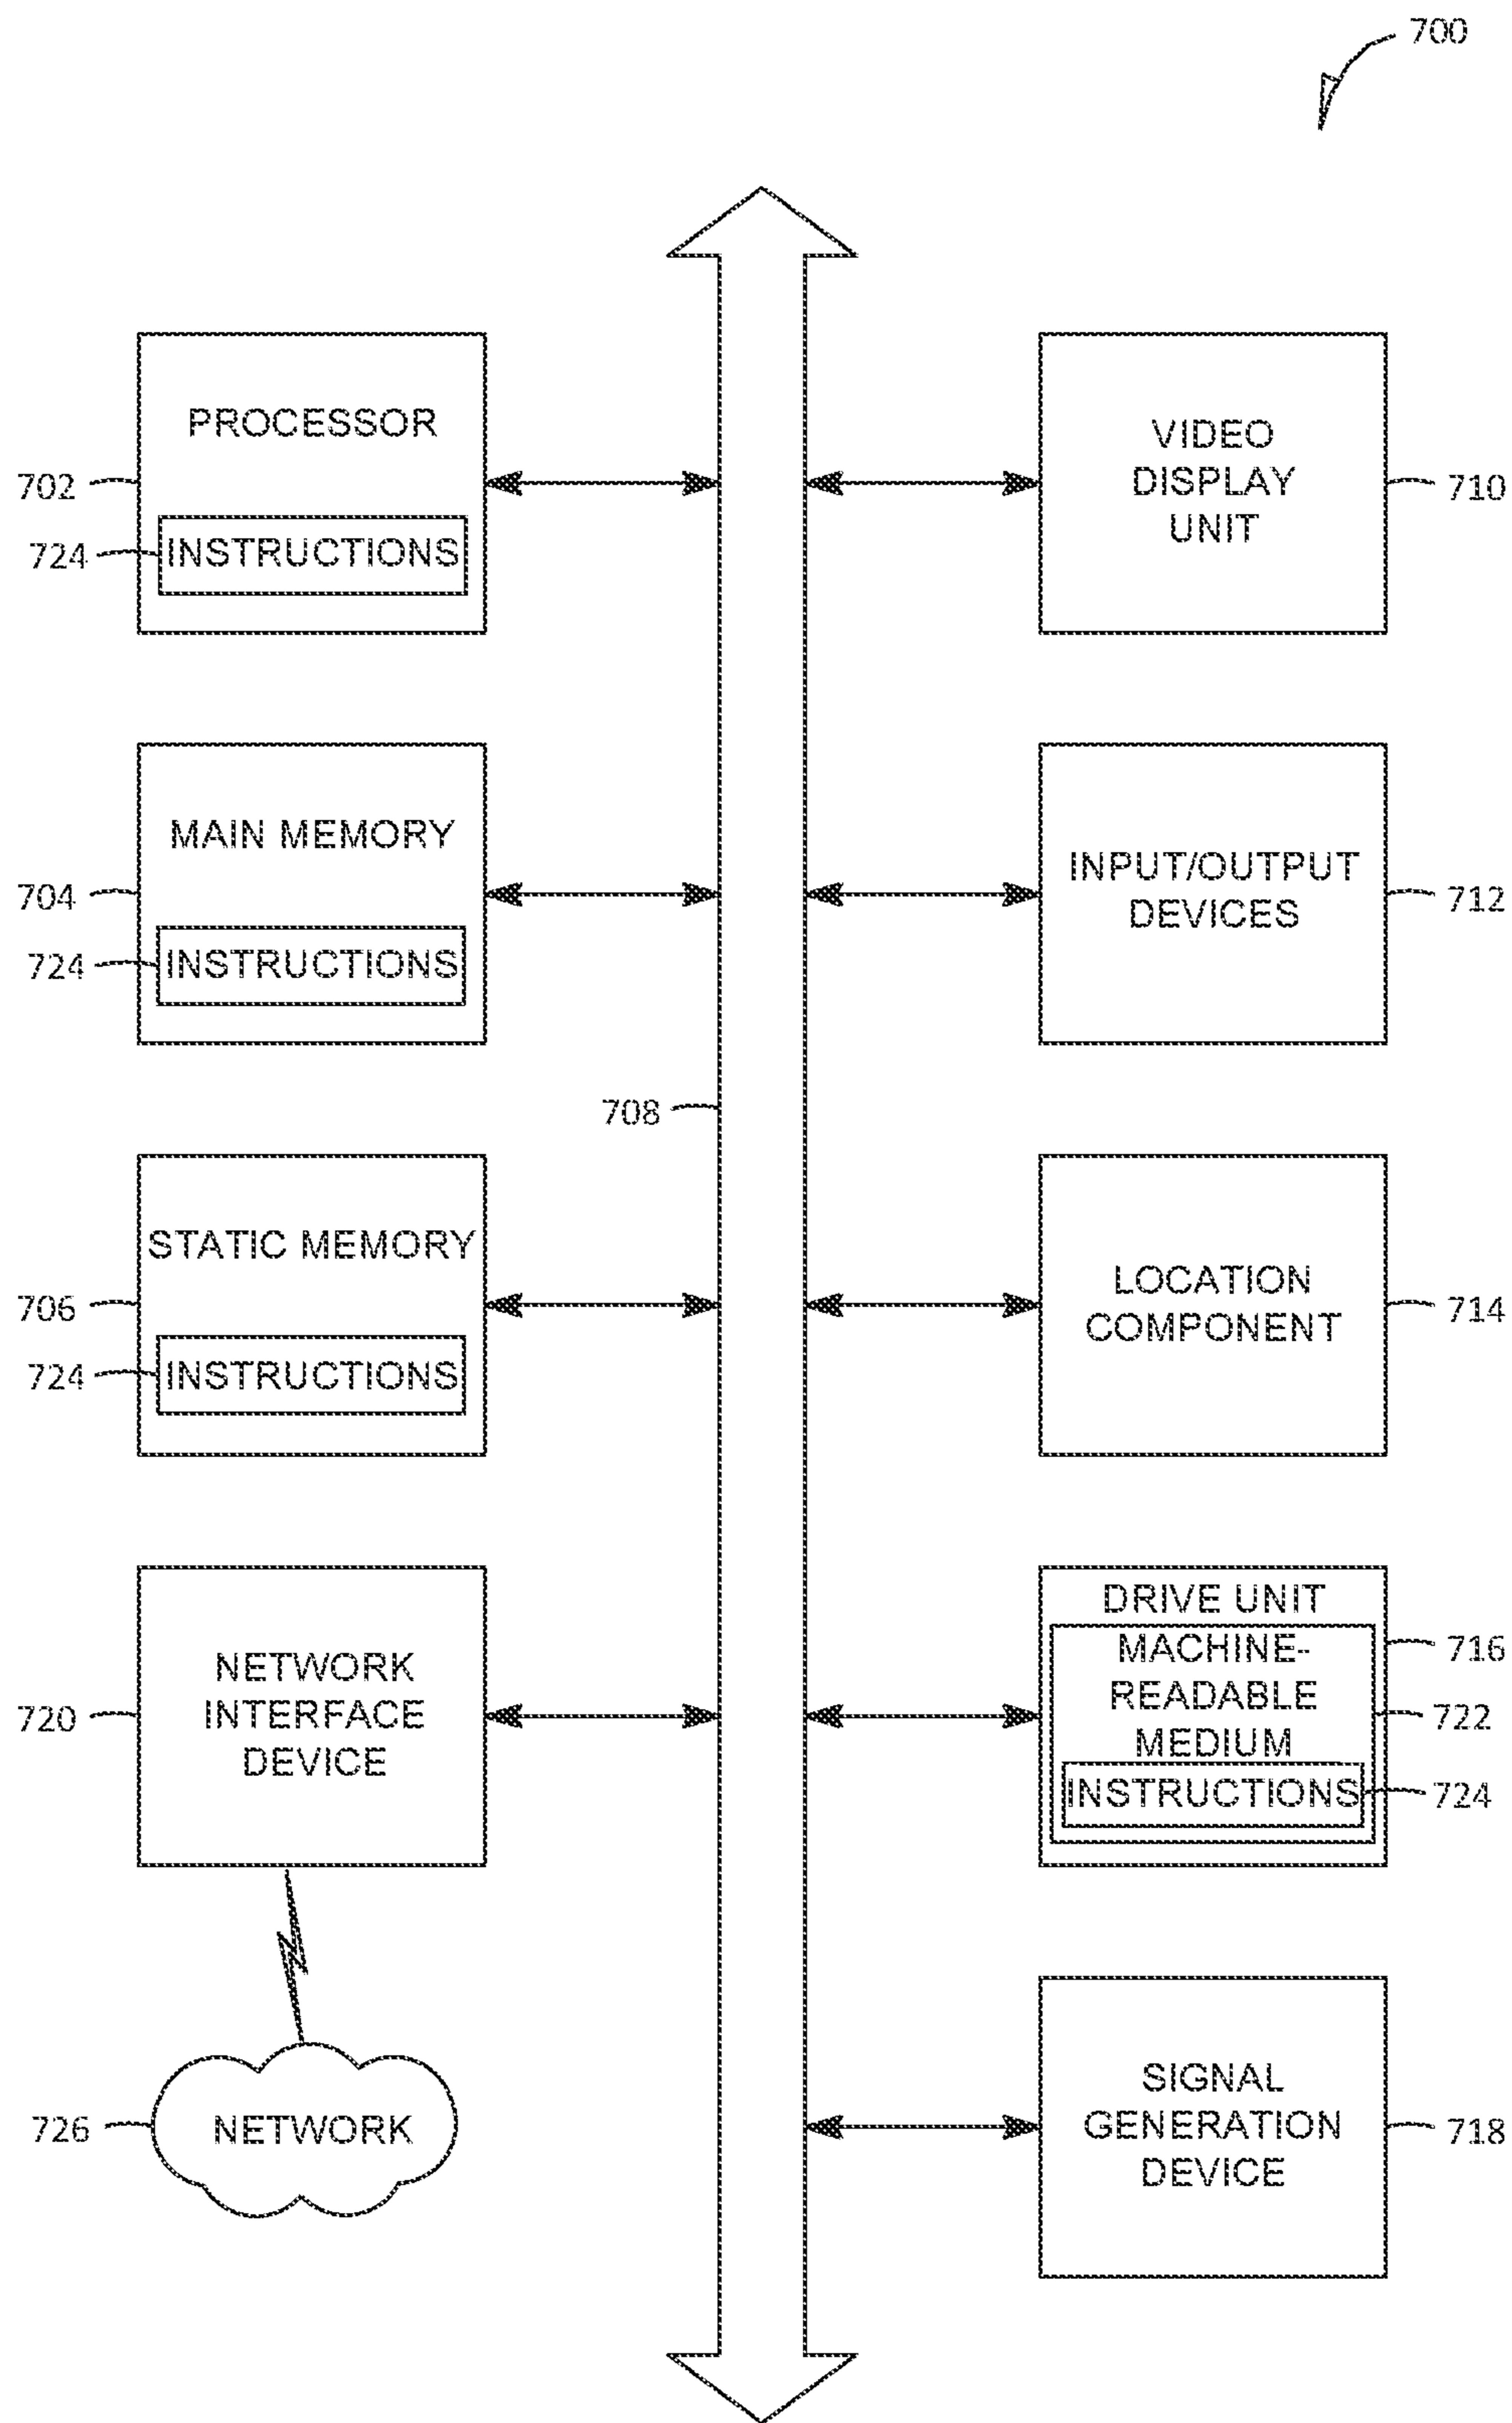 700
PROCESSOR
702
724
INSTRUCTIONS
VIDEO
DISPLAY
UNIT
710
MAIN MEMORY
704
724
INSTRUCTIONS
INPUT/OUTPUT
DEVICES
712
708
STATIC MEMORY
706
724
INSTRUCTIONS
LOCATION
COMPONENT
714
NETWORK
INTERFACE
DEVICE
720
DRIVE UNIT
MACHINE-
READABLE
MEDIUM
INSTRUCTIONS
716
722
724
NETWORK
726
SIGNAL
GENERATION
DEVICE
718